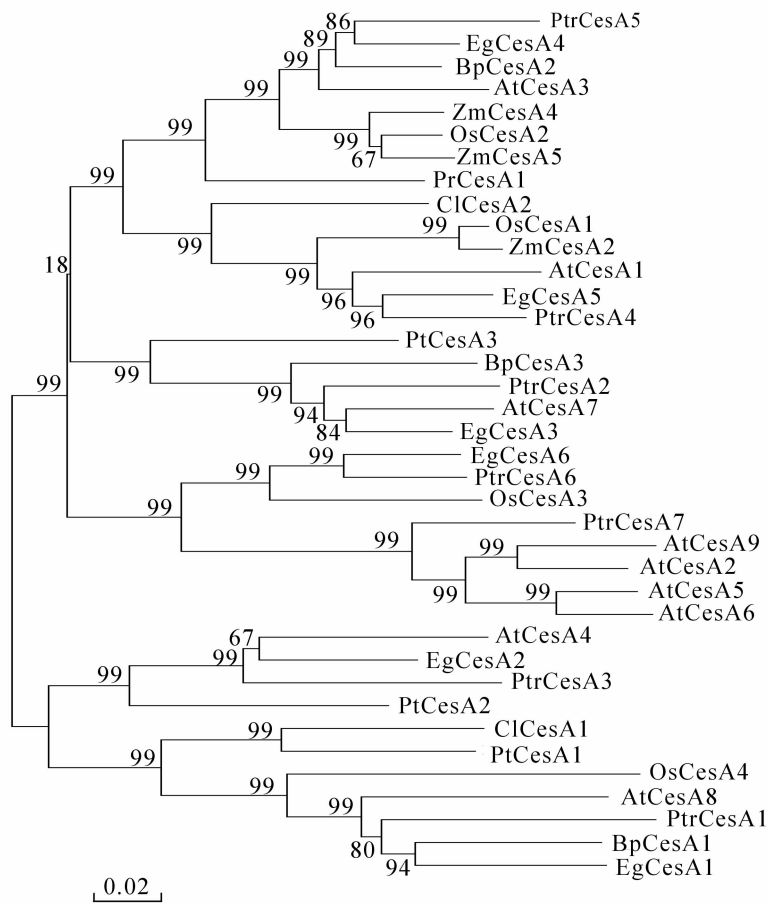 86
PtrCesA5
89
EgCesA4
99
BpCesA2
99
AtCesA3
ZmCesA4
99
99
OsCesA2
67
ZmCesA5
99
PrCesA1
ClCesA2
99
99
OsCesA1
ZmCesA2
18
99
AtCesA1
96
EgCesA5
96
PtrCesA4
PtCesA3
99
BpCesA3
99
99
PtrCesA2
94
AtCesA7
84
EgCesA3
99
EgCesA6
99
PtrCesA6
99
OsCesA3
PtrCesA7
99
99
AtCesA9
AtCesA2
99
99
AtCesA5
AtCesA6
67
AtCesA4
99
99
EgCesA2
PtrCesA3
PtCesA2
99
ClCesA1
99
PtCesA1
99
OsCesA4
99
AtCesA8
PtrCesA1
80
BpCesA1
94
EgCesA1
0.02